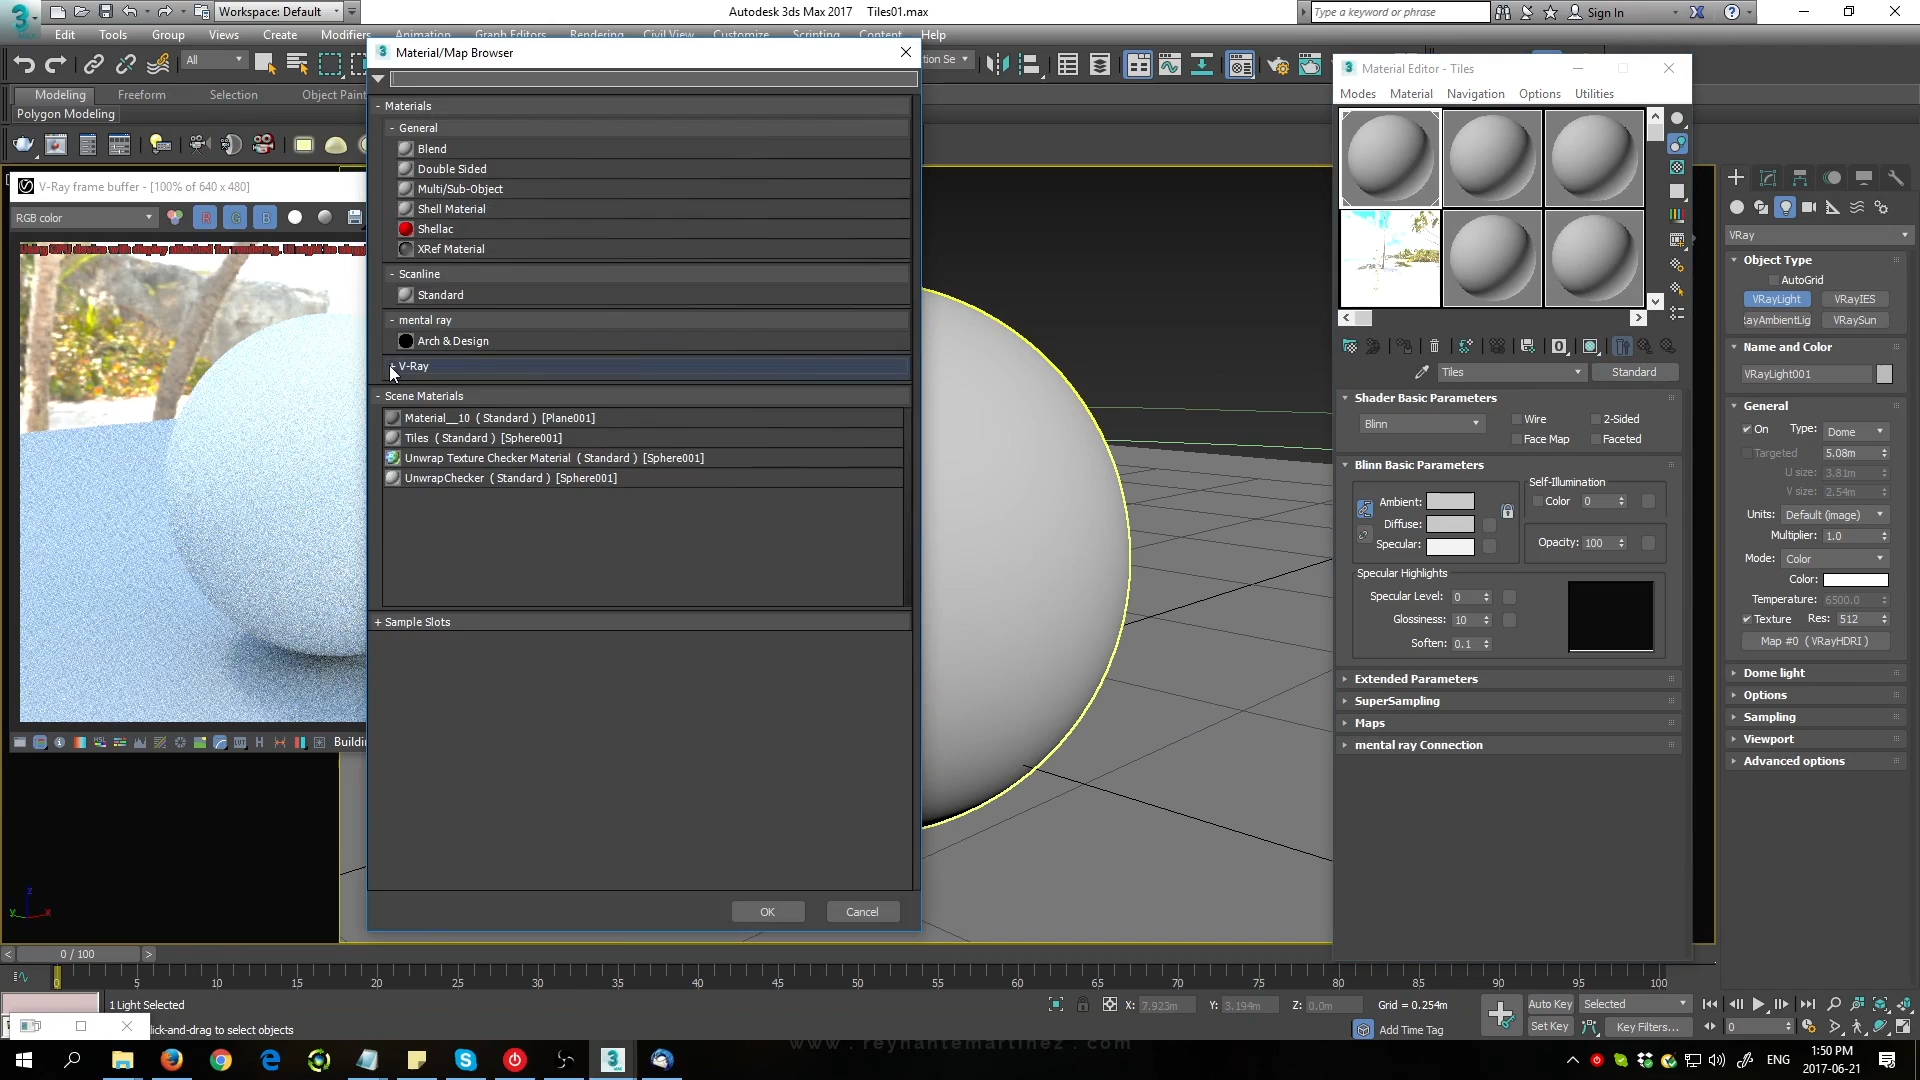 Workspace: Default
Autodesk 3ds Max 2017 Tiles01.max
Type a keyword or phrase
Sign In
Edit Tools Group Views Create Modifiers Animation Graph Editors Rendering Civil View Customize Scripting Content Help
All
tion Se
Modeling Freeform Selection Object Paint
Polygon Modeling
V-Ray frame buffer - [100% of 640 x 480]
RGB color
R G B
Buildin
Material/Map Browser
- Materials
- General
Blend
Double Sided
Multi/Sub-Object
Shell Material
Shellac
XRef Material
- Scanline
Standard
- mental ray
Arch & Design
V-Ray
- Scene Materials
Material__10 ( Standard ) [Plane001]
Tiles ( Standard ) [Sphere001]
Unwrap Texture Checker Material ( Standard ) [Sphere001]
UnwrapChecker ( Standard ) [Sphere001]
+ Sample Slots
OK Cancel
Material Editor - Tiles
Modes Material Navigation Options Utilities
Tiles
Standard
Shader Basic Parameters
Blinn
Wire 2-Sided
Face Map Faceted
Blinn Basic Parameters
Self-Illumination
Ambient: Color 0
Diffuse:
Specular: Opacity: 100
Specular Highlights
Specular Level: 0
Glossiness: 10
Soften: 0.1
Extended Parameters
SuperSampling
Maps
mental ray Connection
VRay
Object Type
AutoGrid
VRayLight VRayIES
RayAmbientLig VRaySun
Name and Color
VRayLight001
General
On Type: Dome
Targeted 5.08m
U size: 3.81m
V size: 2.54m
Units: Default (image)
Multiplier: 1.0
Mode: Color
Color:
Temperature: 6500.0
Texture Res: 512
Map #0 ( VRayHDRI )
Dome light
Options
Sampling
Viewport
Advanced options
z
y x
< 0 / 100 >
0 5 10 15 20 25 30 35 40 45 50 55 60 65 70 75 80 85 90 95 100
1 Light Selected
lick-and-drag to select objects
X: 7.923m Y: 3.194m Z: 0.0m Grid = 0.254m
Add Time Tag
Auto Key Selected
Set Key Key Filters...
0
www.reynantemartinez.com
ENG
1:50 PM
2017-06-21